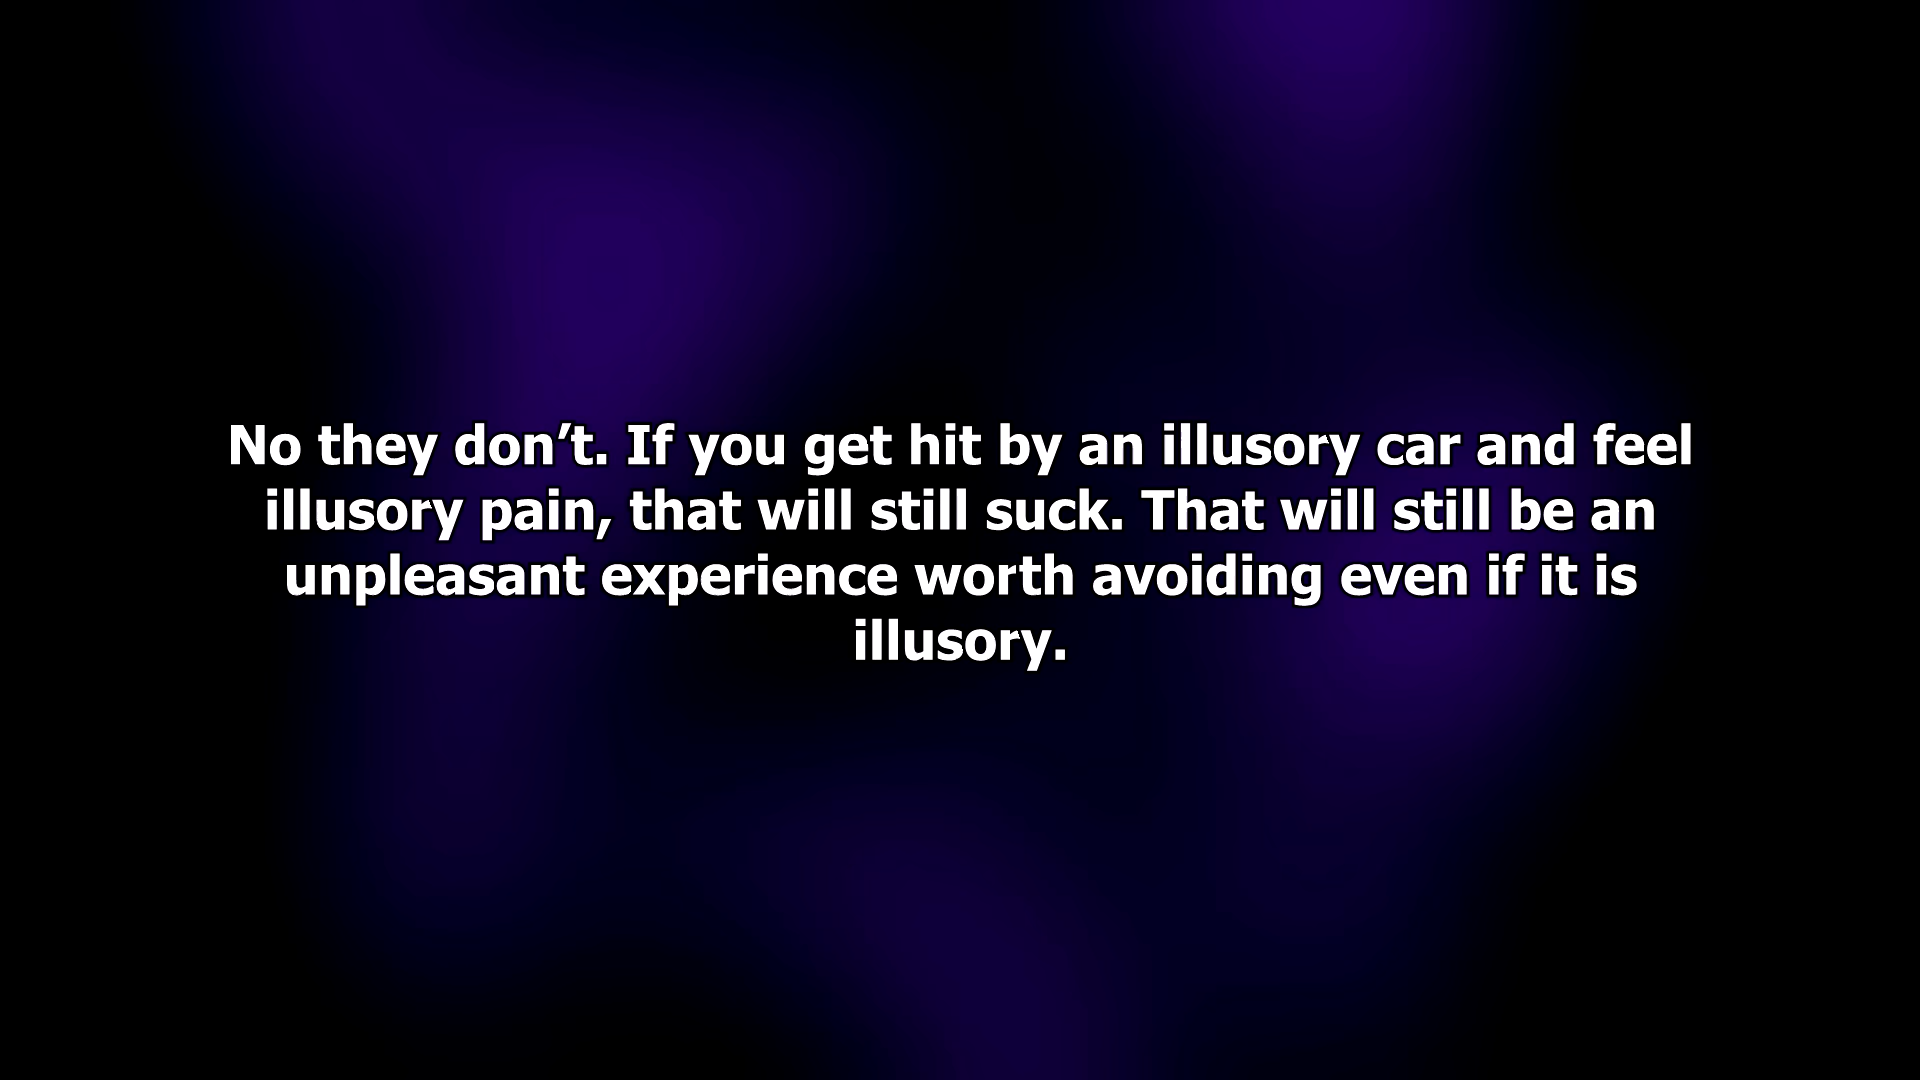 No they don’t. If you get hit by an illusory car and feel
illusory pain, that will still suck. That will still be an
unpleasant experience worth avoiding even if it is
illusory.